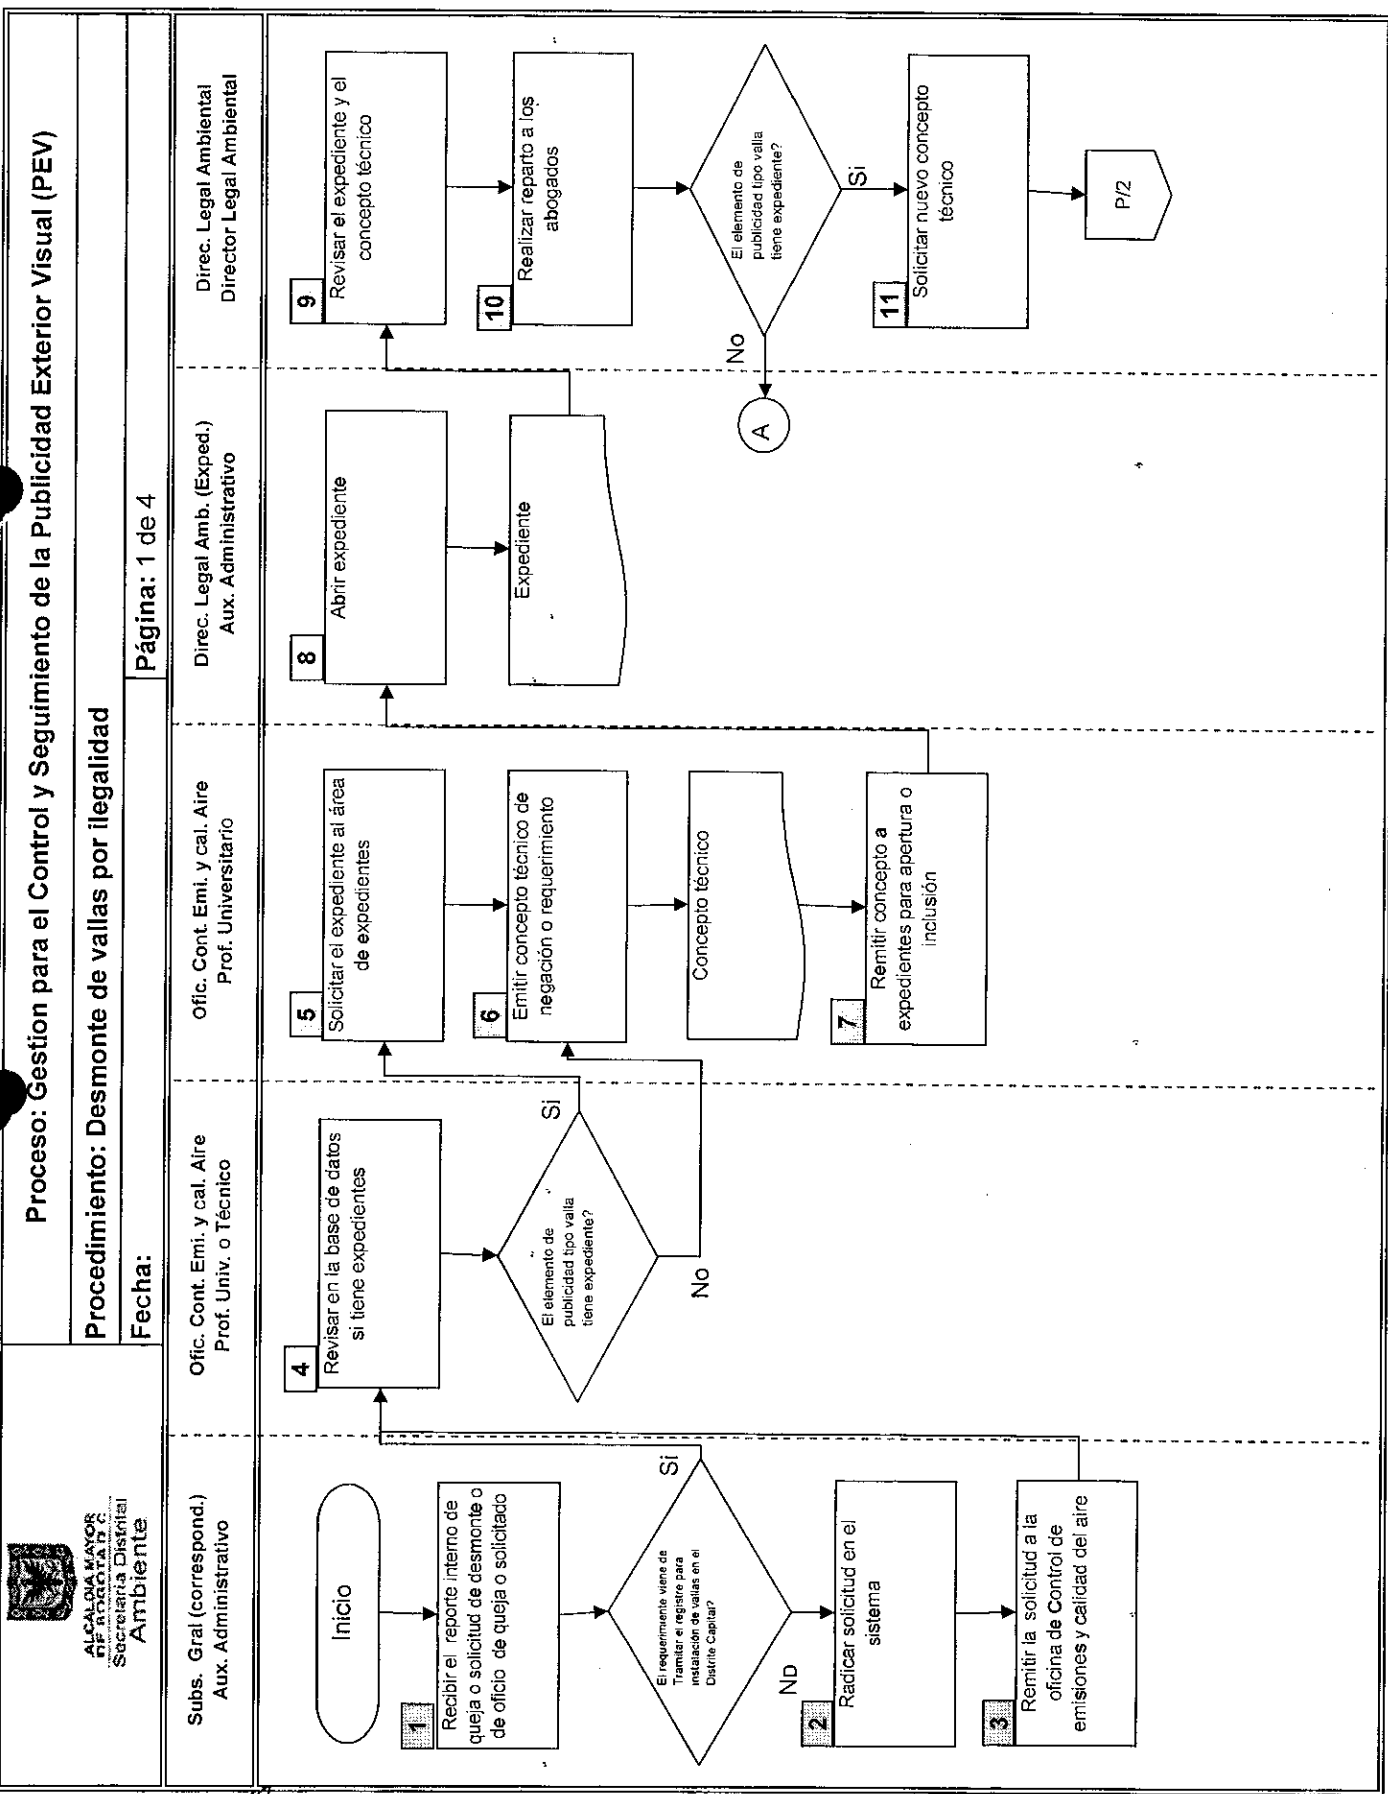 ALCALDIA MAYOR
DE BOGOTA D.C.
Secretaria Distrital
Ambiente
Proceso: Gestion para el Control y Seguimiento de la Publicidad Exterior Visual (PEV)
Procedimiento: Desmonte de vallas por ilegalidad
Fecha:
Página: 1 de 4
Subs. Gral (correspond.)
Aux. Administrativo
Ofic. Cont. Emi. y cal. Aire
Prof. Univ. o Técnico
Ofic. Cont. Emi. y cal. Aire
Prof. Universitario
Direc. Legal Amb. (Exped.)
Aux. Administrativo
Direc. Legal Ambiental
Director Legal Ambiental
Inicio
1
Recibir el reporte interno de
queja o solicitud de desmonte o
de oficio de queja o solicitado
El requerimiente viene de
Tramitar el registre para
instalación de vallas en el
Distrite Capital?
Si
No
2
Radicar solicitud en el
sistema
3
Remitir la solicitud a la
oficina de Control de
emisiones y calidad del aire
4
Revisar en la base de datos
si tiene expedientes
El elemento de
publicidad tipo valla
tiene expediente?
Si
No
5
Solicitar el expediente al área
de expedientes
6
Emitir concepto técnico de
negación o requerimiento
Concepto técnico
7
Remitir concepto a
expedientes para apertura o
inclusión
8
Abrir expediente
Expediente
9
Revisar el expediente y el
concepto técnico
10
Realizar reparto a los
abogados
El elemento de
publicidad tipo valla
tiene expediente?
No
A
Si
11
Solicitar nuevo concepto
técnico
P/2